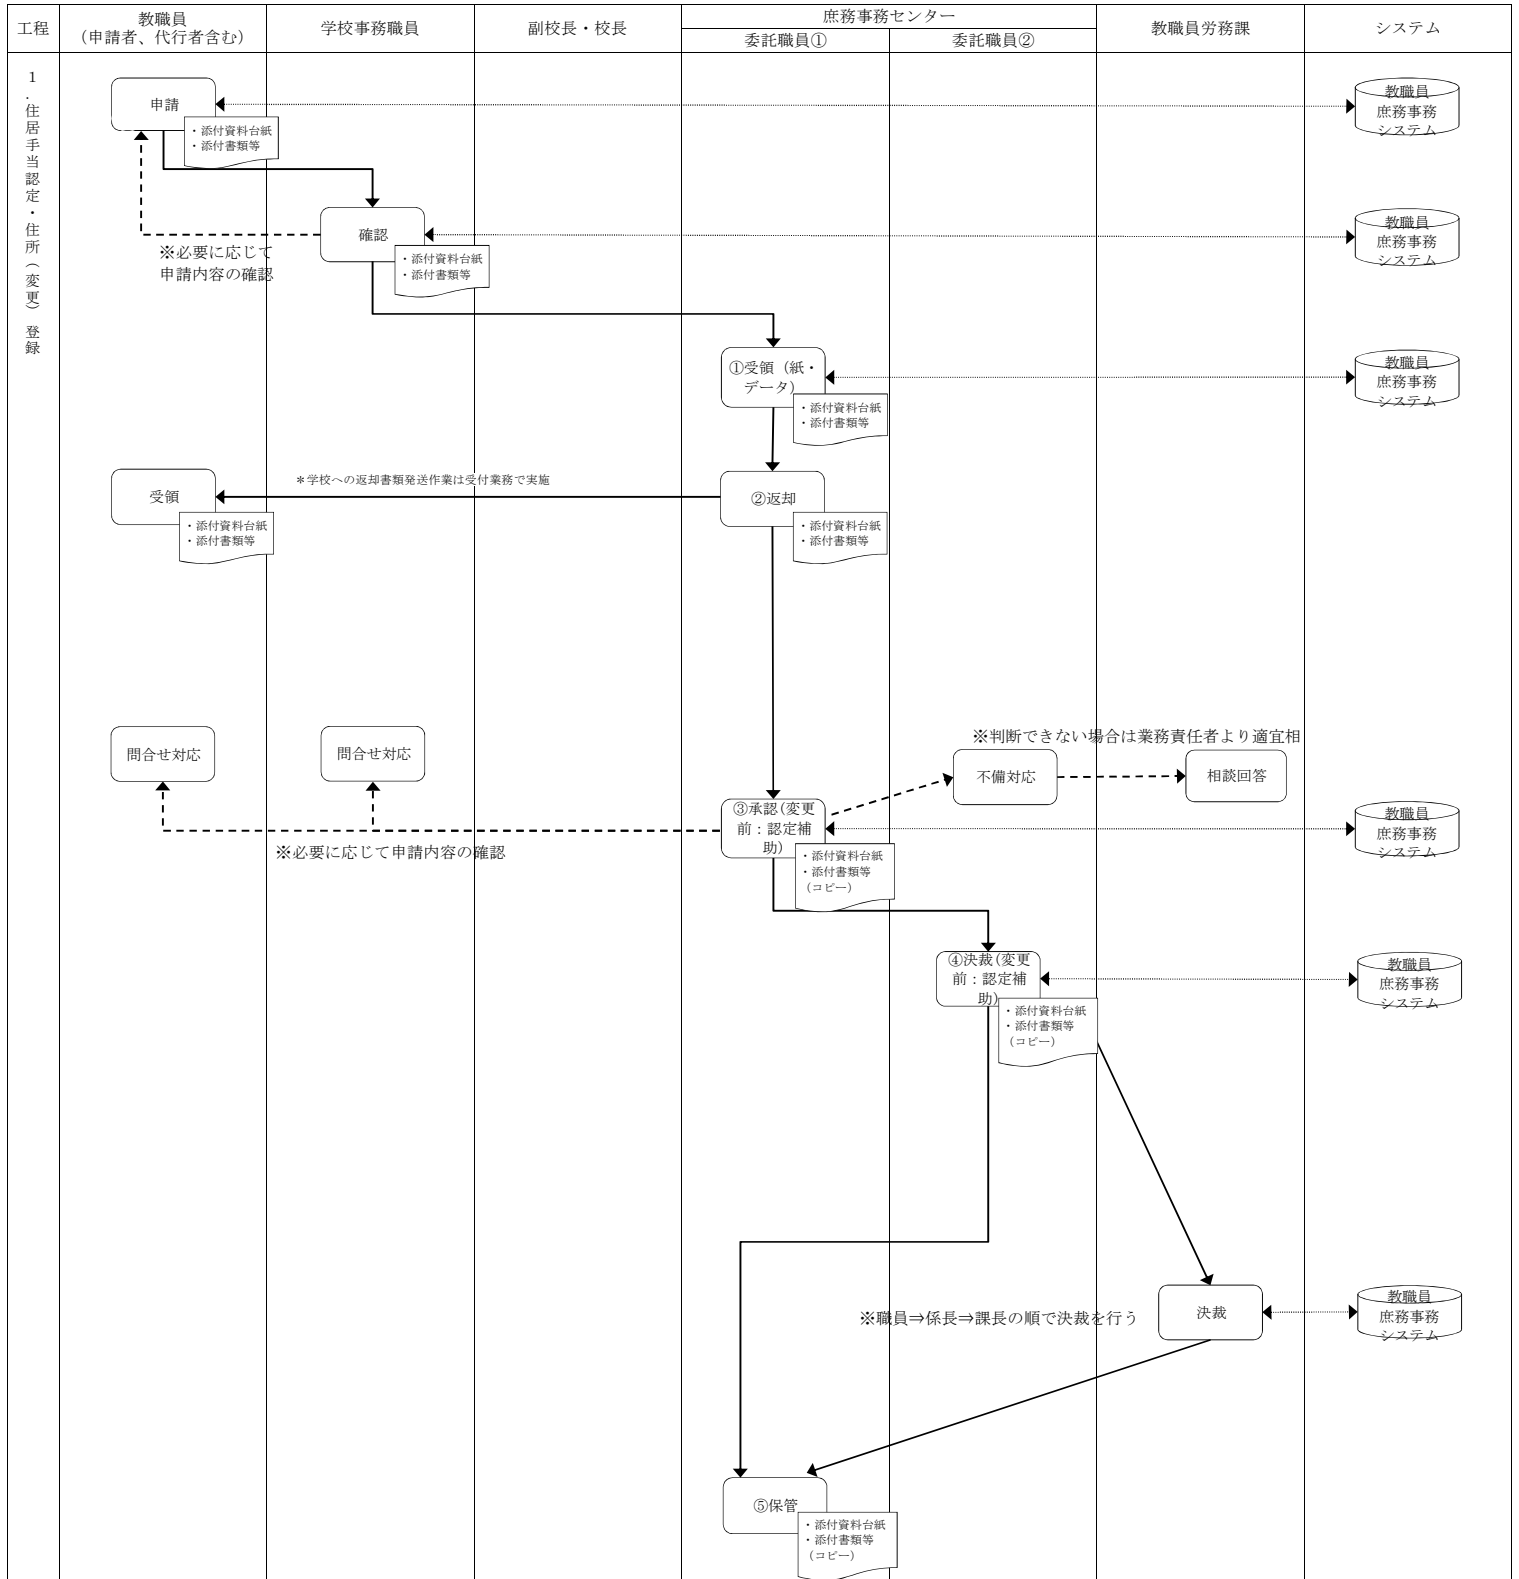 工程
教職員
（申請者、代行者含む）
学校事務職員
副校長・校長
庶務事務センター
委託職員①
委託職員②
教職員労務課
システム
1.住居手当認定・住所（変更）登録
申請
・添付資料台紙
・添付書類等
教職員
庶務事務
システム
※必要に応じて
申請内容の確認
確認
・添付資料台紙
・添付書類等
教職員
庶務事務
システム
①受領（紙・
データ）
・添付資料台紙
・添付書類等
教職員
庶務事務
システム
受領
・添付資料台紙
・添付書類等
＊学校への返却書類発送作業は受付業務で実施
②返却
・添付資料台紙
・添付書類等
問合せ対応
問合せ対応
※判断できない場合は業務責任者より適宜相
不備対応
相談回答
③承認（変更
前：認定補
助）
・添付資料台紙
・添付書類等
（コピー）
教職員
庶務事務
システム
※必要に応じて申請内容の確認
④決裁（変更
前：認定補
助）
・添付資料台紙
・添付書類等
（コピー）
教職員
庶務事務
システム
※職員⇒係長⇒課長の順で決裁を行う
決裁
教職員
庶務事務
システム
⑤保管
・添付資料台紙
・添付書類等
（コピー）